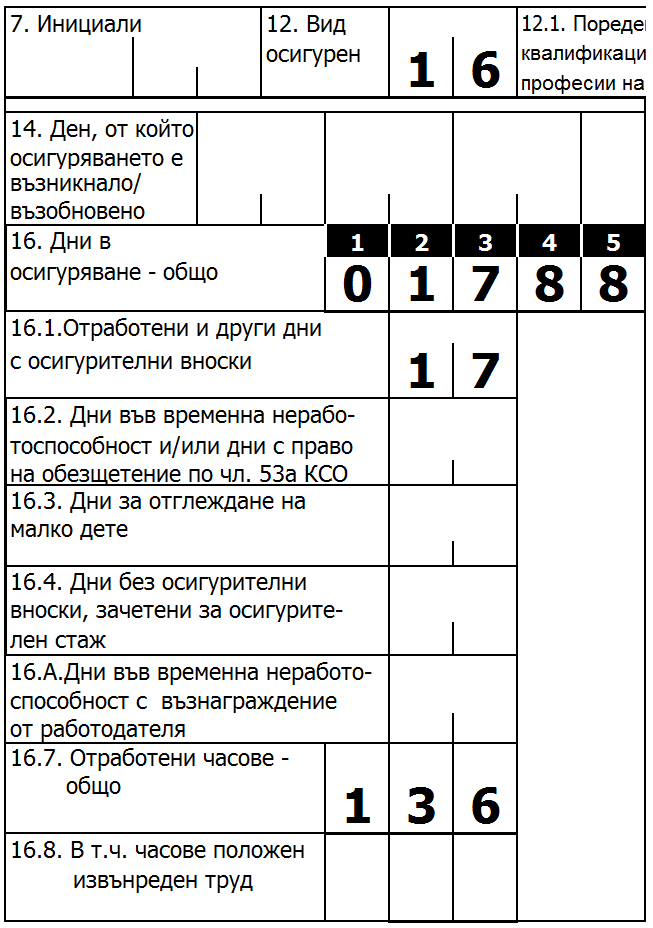 7. Инициали
12. Вид
осигурен
1 6
12.1. Пореде
квалификаци
професии на
14. Ден, от който
осигуряването е
възникнало/
възобновено
16. Дни в
осигуряване - общо
1 2 3 4 5
0 1 7 8 8
16.1.Отработени и други дни
с осигурителни вноски
1 7
16.2. Дни във временна нерабо-
тоспособност и/или дни с право
на обезщетение по чл. 53а КСО
16.3. Дни за отглеждане на
малко дете
16.4. Дни без осигурителни
вноски, зачетени за осигурите-
лен стаж
16.А.Дни във временна неработо-
способност с възнаграждение
от работодателя
16.7. Отработени часове -
общо
1 3 6
16.8. В т.ч. часове положен
извънреден труд